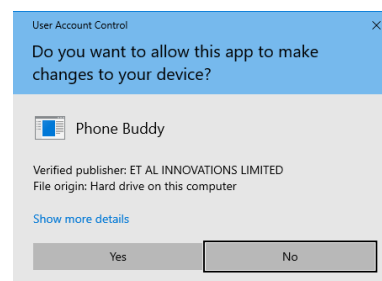 User Account Control
Do you want to allow this app to make
changes to your device?
Phone Buddy
Verified publisher: ET AL INNOVATIONS LIMITED
File origin: Hard drive on this computer
Show more details
Yes
No